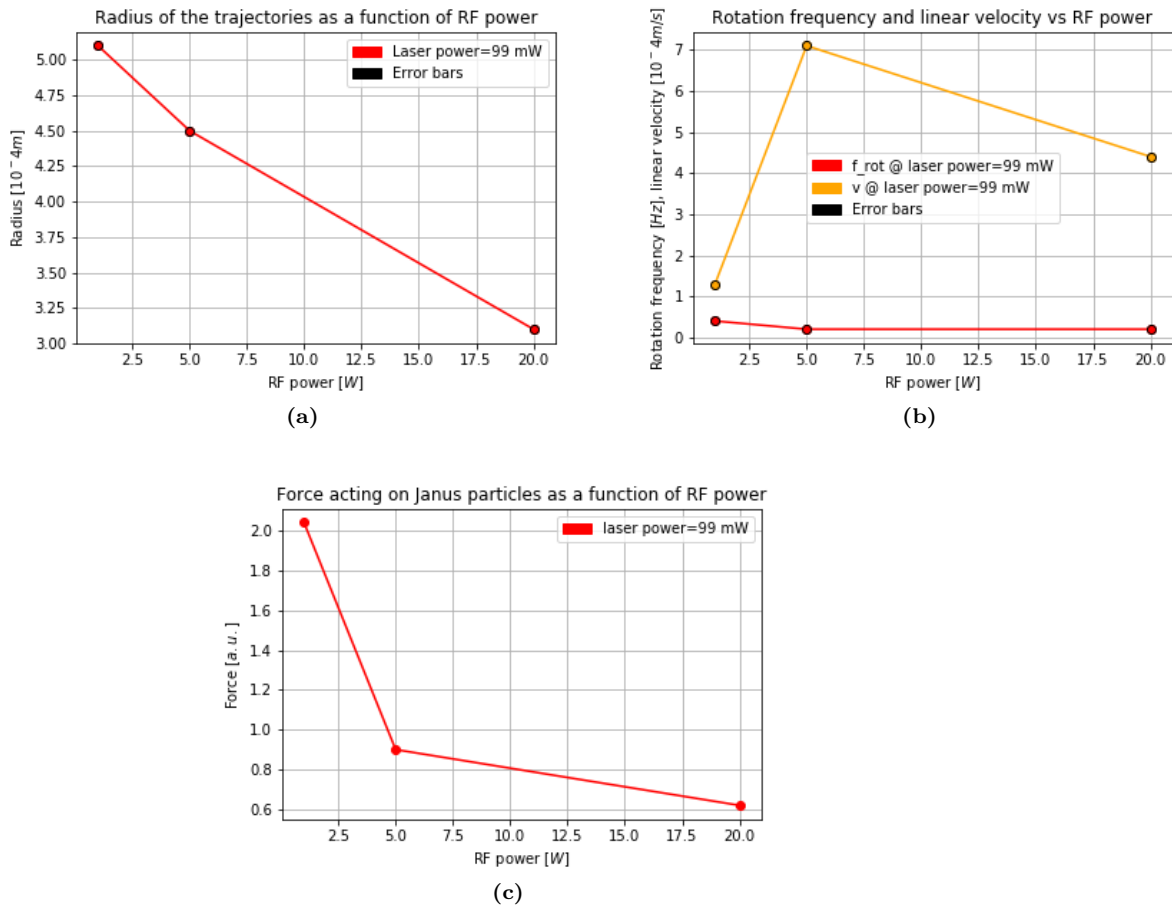 Radius of the trajectories as a function of RF power
Radius [10⁻4m]
5.00
4.75
4.50
4.25
4.00
3.75
3.50
3.25
3.00
Laser power=99 mW
Error bars
2.5 5.0 7.5 10.0 12.5 15.0 17.5 20.0
RF power [W]
(a)
Rotation frequency and linear velocity vs RF power
Rotation frequency [Hz], linear velocity [10⁻4m/s]
7
6
5
4
3
2
1
0
f_rot @ laser power=99 mW
v @ laser power=99 mW
Error bars
2.5 5.0 7.5 10.0 12.5 15.0 17.5 20.0
RF power [W]
(b)
Force acting on Janus particles as a function of RF power
Force [a.u.]
2.0
1.8
1.6
1.4
1.2
1.0
0.8
0.6
laser power=99 mW
2.5 5.0 7.5 10.0 12.5 15.0 17.5 20.0
RF power [W]
(c)